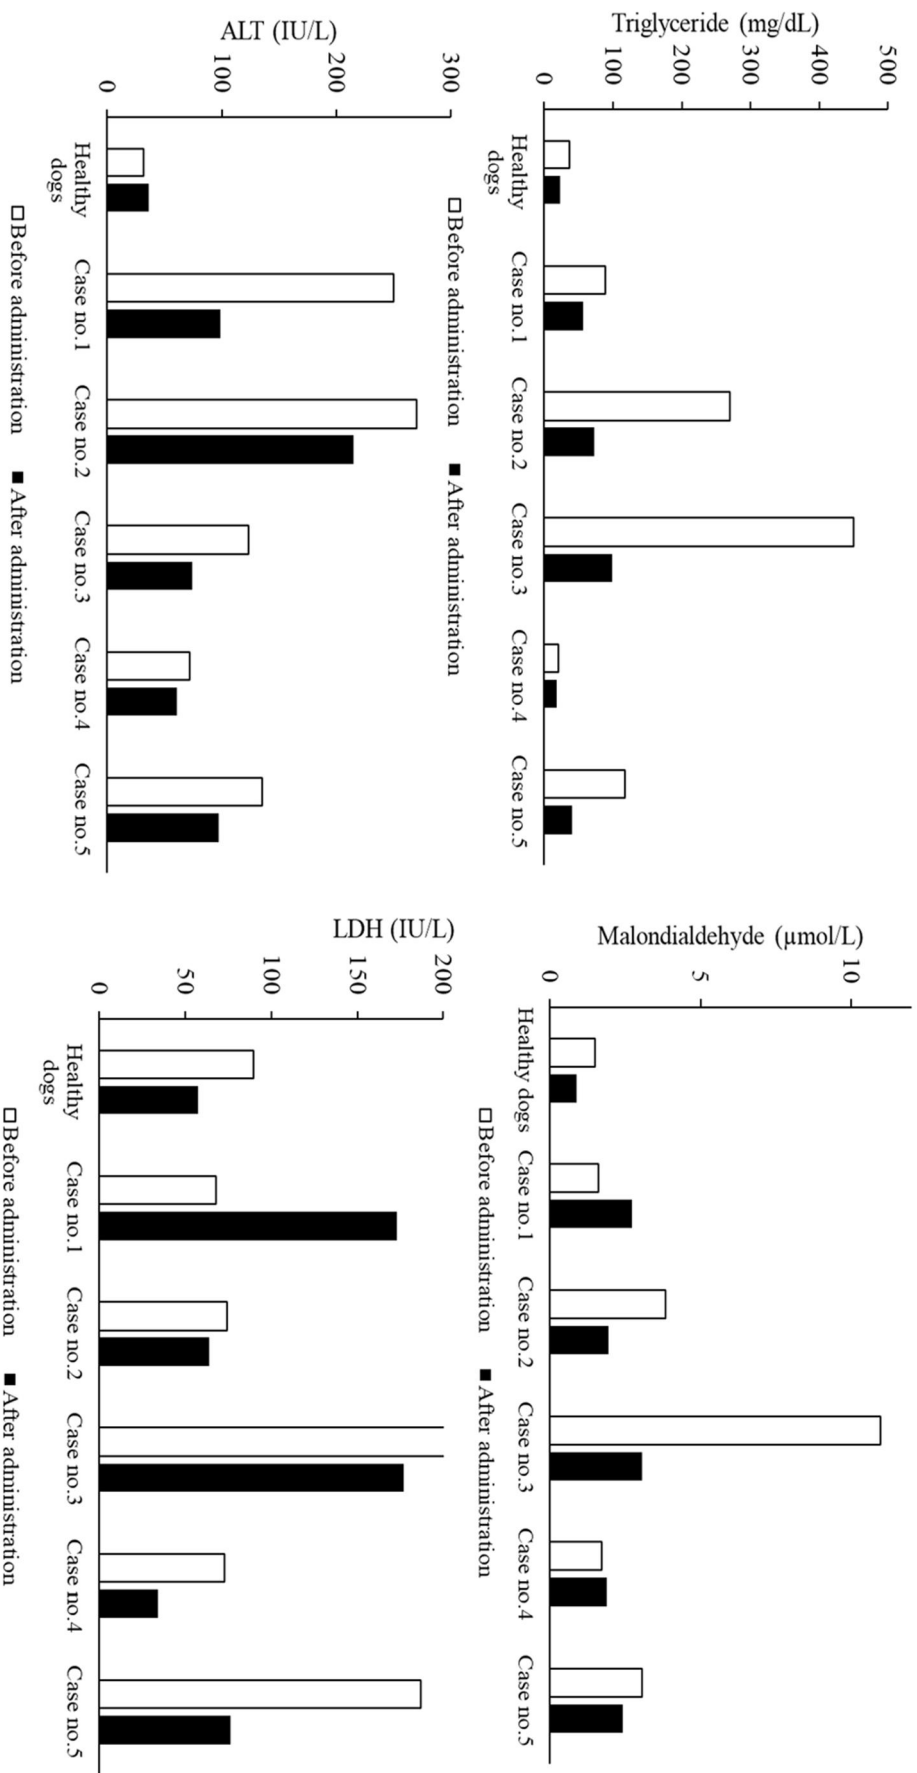 Triglyceride (mg/dL)
500
400
300
200
100
0
Healthy
dogs
Case no.1
Case no.2
Case no.3
Case no.4
Case no.5
□Before administration ■After administration
Malondialdehyde (µmol/L)
10
5
0
Healthy dogs
Case no.1
Case no.2
Case no.3
Case no.4
Case no.5
□Before administration ■After administration
ALT (IU/L)
300
200
100
0
Healthy
dogs
Case no.1
Case no.2
Case no.3
Case no.4
Case no.5
□Before administration ■After administration
LDH (IU/L)
200
150
100
50
0
Healthy
dogs
Case no.1
Case no.2
Case no.3
Case no.4
Case no.5
□Before administration ■After administration